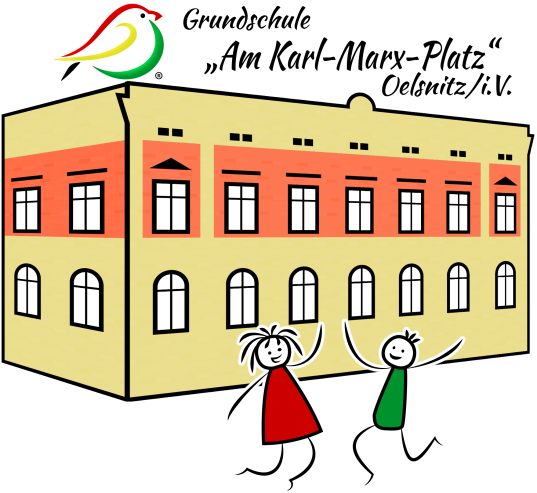 Grundschule
„Am Karl-Marx-Platz“
Oelsnitz/i.V.
®